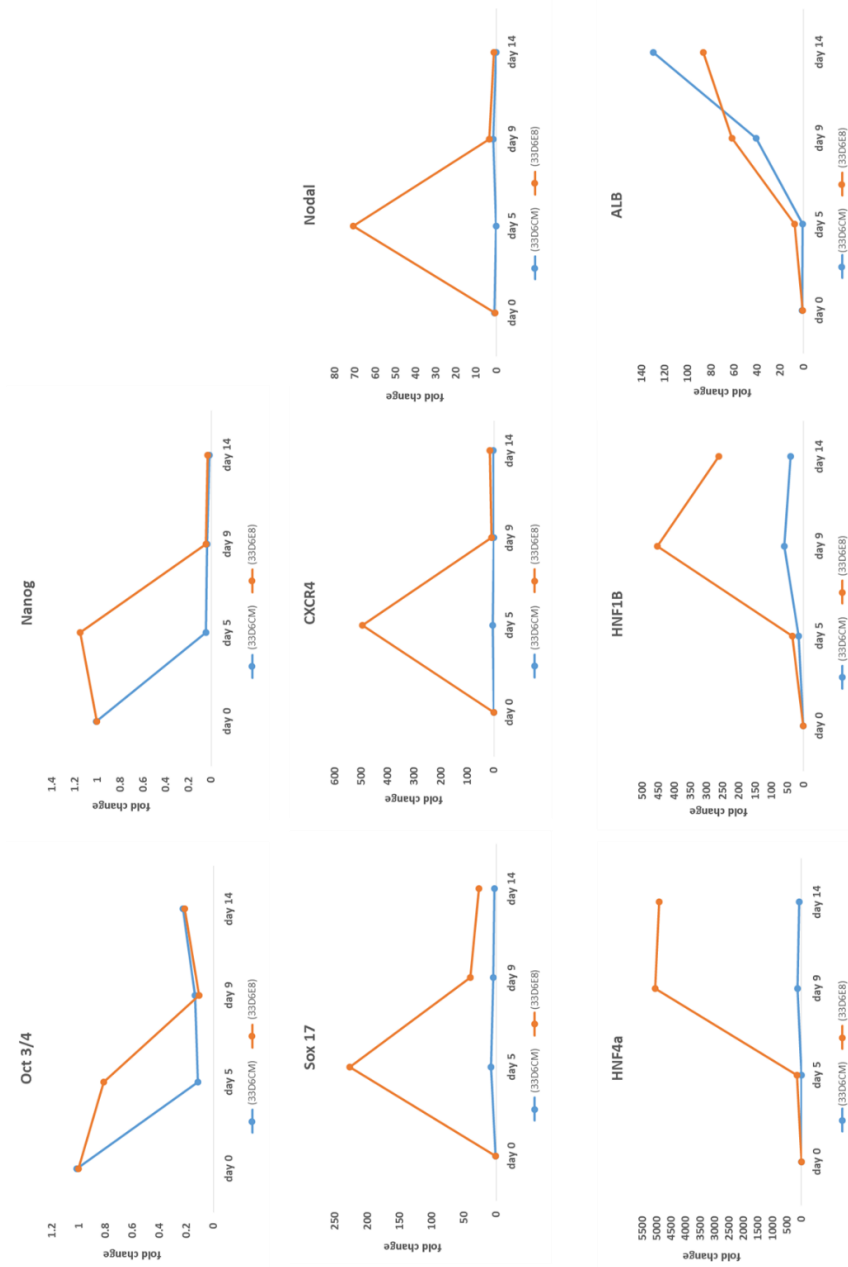 Oct 3/4
fold change
1.2
1
0.8
0.6
0.4
0.2
0
day 0 day 5 day 9 day 14
(33D6CM) (33D6E8)
Nanog
fold change
1.4
1.2
1
0.8
0.6
0.4
0.2
0
day 0 day 5 day 9 day 14
(33D6CM) (33D6E8)
Sox 17
fold change
250
200
150
100
50
0
day 0 day 5 day 9 day 14
(33D6CM) (33D6E8)
CXCR4
fold change
600
500
400
300
200
100
0
day 0 day 5 day 9 day 14
(33D6CM) (33D6E8)
Nodal
fold change
80
70
60
50
40
30
20
10
0
day 0 day 5 day 9 day 14
(33D6CM) (33D6E8)
HNF4a
fold change
5500
5000
4500
4000
3500
3000
2500
2000
1500
1000
500
0
day 0 day 5 day 9 day 14
(33D6CM) (33D6E8)
HNF1B
fold change
500
450
400
350
300
250
200
150
100
50
0
day 0 day 5 day 9 day 14
(33D6CM) (33D6E8)
ALB
fold change
140
120
100
80
60
40
20
0
day 0 day 5 day 9 day 14
(33D6CM) (33D6E8)